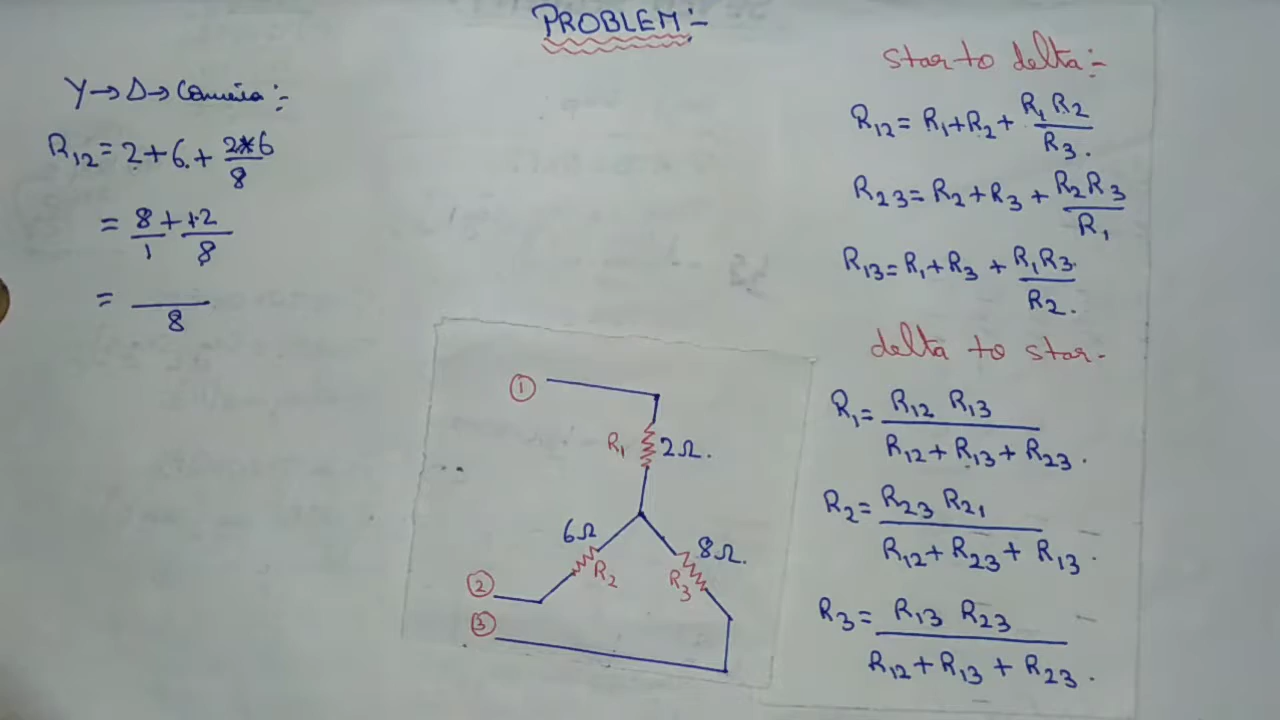 PROBLEM:-
Y→Δ→
R12 = 2+6+ 2*6/8
= 8/1 + 12/8
= /8
star to delta:-
R12 = R1+R2+ R1 R2/R3.
R23 = R2+R3+ R2R3/R1
R13 = R1+R3+ R1R3/R2.
delta to star-
R1 = R12 R13/R12+R13+R23.
R2 = R23 R21/R12+R23+R13.
R3 = R13 R23/R12+R13+R23.
1
R1 2Ω.
6Ω 8Ω.
R2 R3
2
3